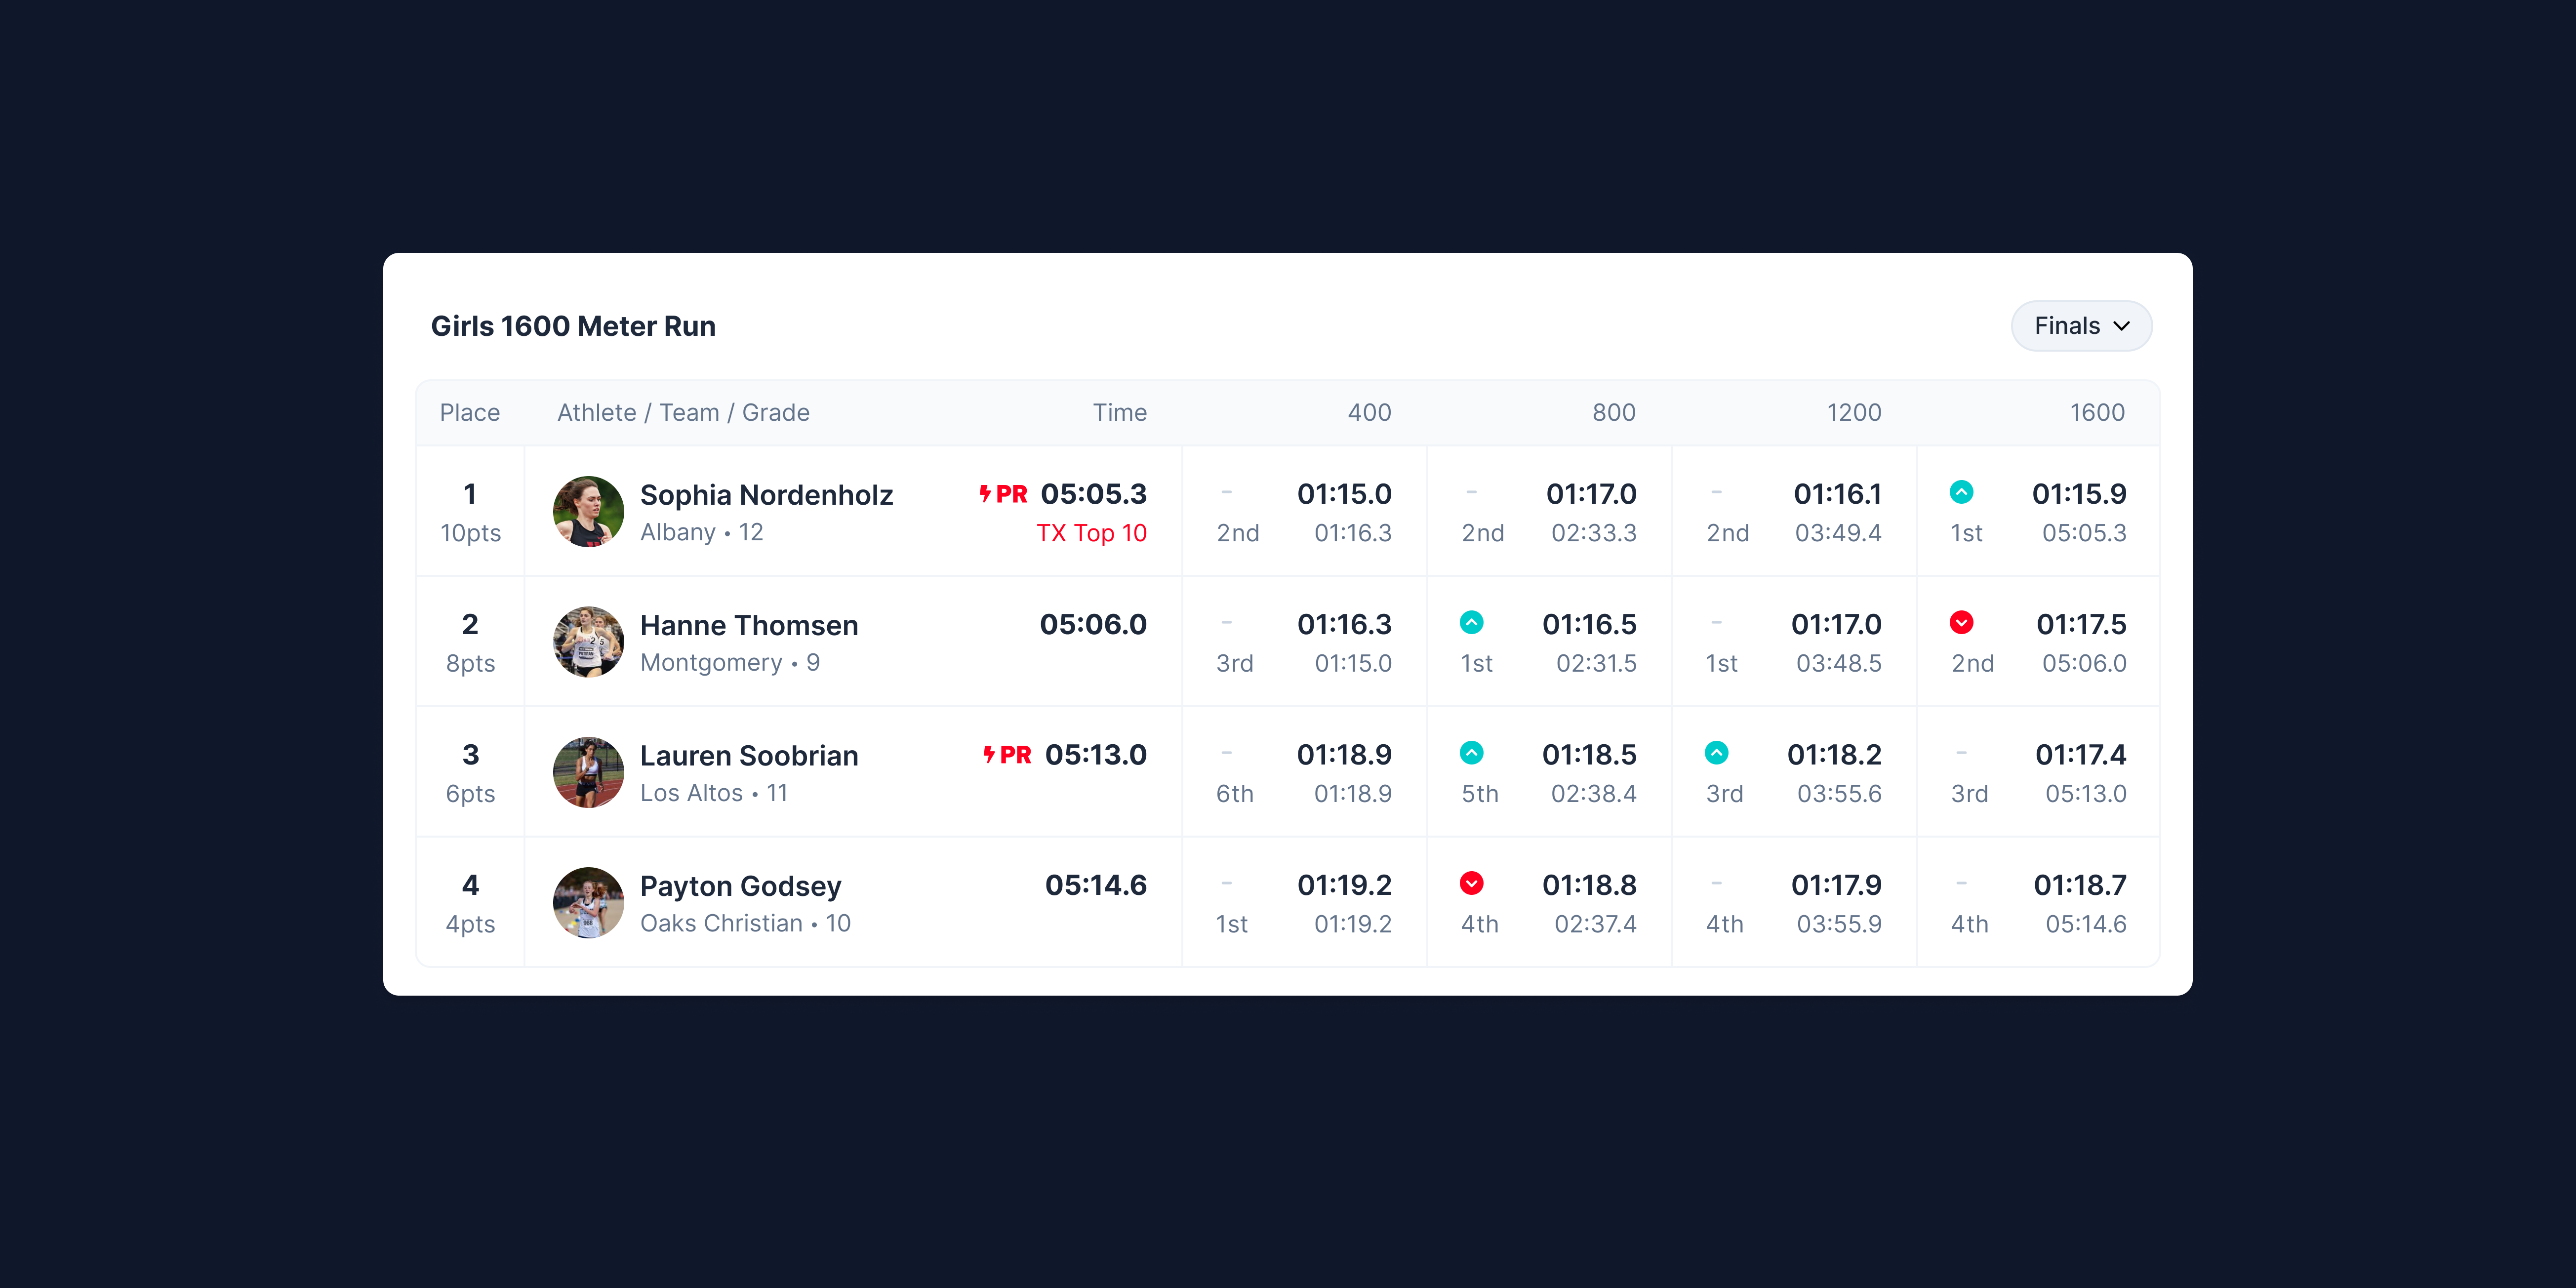 Girls 1600 Meter Run
Finals
Place Athlete / Team / Grade Time 400 800 1200 1600
1 Sophia Nordenholz PR 05:05.3 - 01:15.0 - 01:17.0 - 01:16.1 01:15.9
10pts Albany • 12 TX Top 10 2nd 01:16.3 2nd 02:33.3 2nd 03:49.4 1st 05:05.3
2 Hanne Thomsen 05:06.0 - 01:16.3 01:16.5 - 01:17.0 01:17.5
8pts Montgomery • 9 3rd 01:15.0 1st 02:31.5 1st 03:48.5 2nd 05:06.0
3 Lauren Soobrian PR 05:13.0 - 01:18.9 01:18.5 01:18.2 - 01:17.4
6pts Los Altos • 11 6th 01:18.9 5th 02:38.4 3rd 03:55.6 3rd 05:13.0
4 Payton Godsey 05:14.6 - 01:19.2 01:18.8 - 01:17.9 - 01:18.7
4pts Oaks Christian • 10 1st 01:19.2 4th 02:37.4 4th 03:55.9 4th 05:14.6